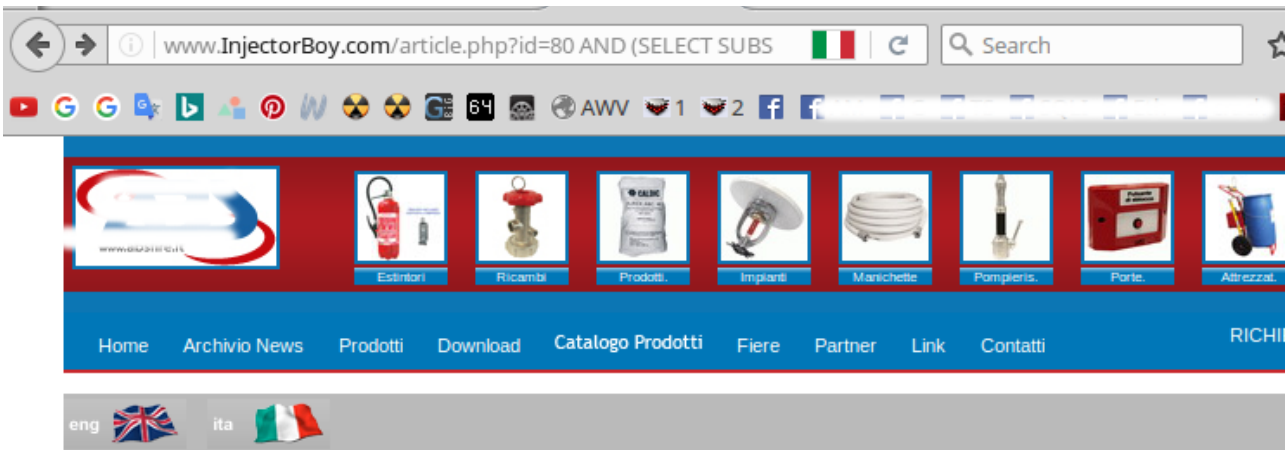 www.InjectorBoy.com/article.php?id=80 AND (SELECT SUBS
Search
64 AWV 1 2
Estintori Ricambi Prodotti. Impianti Manichette Pompieris. Porte. Attrezzat.
Home Archivio News Prodotti Download Catalogo Prodotti Fiere Partner Link Contatti RICHI
eng ita